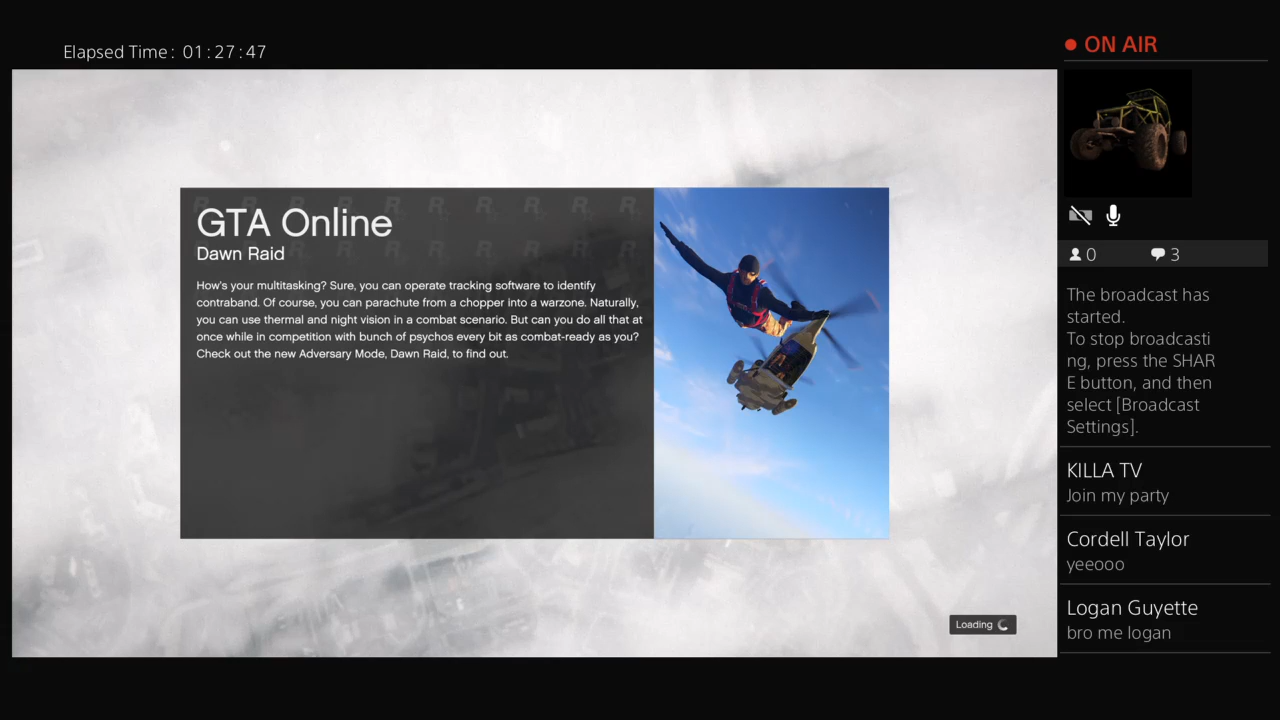 Elapsed Time: 01:27:47
ON AIR
GTA Online
Dawn Raid
How's your multitasking? Sure, you can operate tracking software to identify
contraband. Of course, you can parachute from a chopper into a warzone. Naturally,
you can use thermal and night vision in a combat scenario. But can you do all that at
once while in competition with bunch of psychos every bit as combat-ready as you?
Check out the new Adversary Mode, Dawn Raid, to find out.
Loading
0
3
The broadcast has
started.
To stop broadcasti
ng, press the SHAR
E button, and then
select [Broadcast
Settings].
KILLA TV
Join my party
Cordell Taylor
yeeooo
Logan Guyette
bro me logan